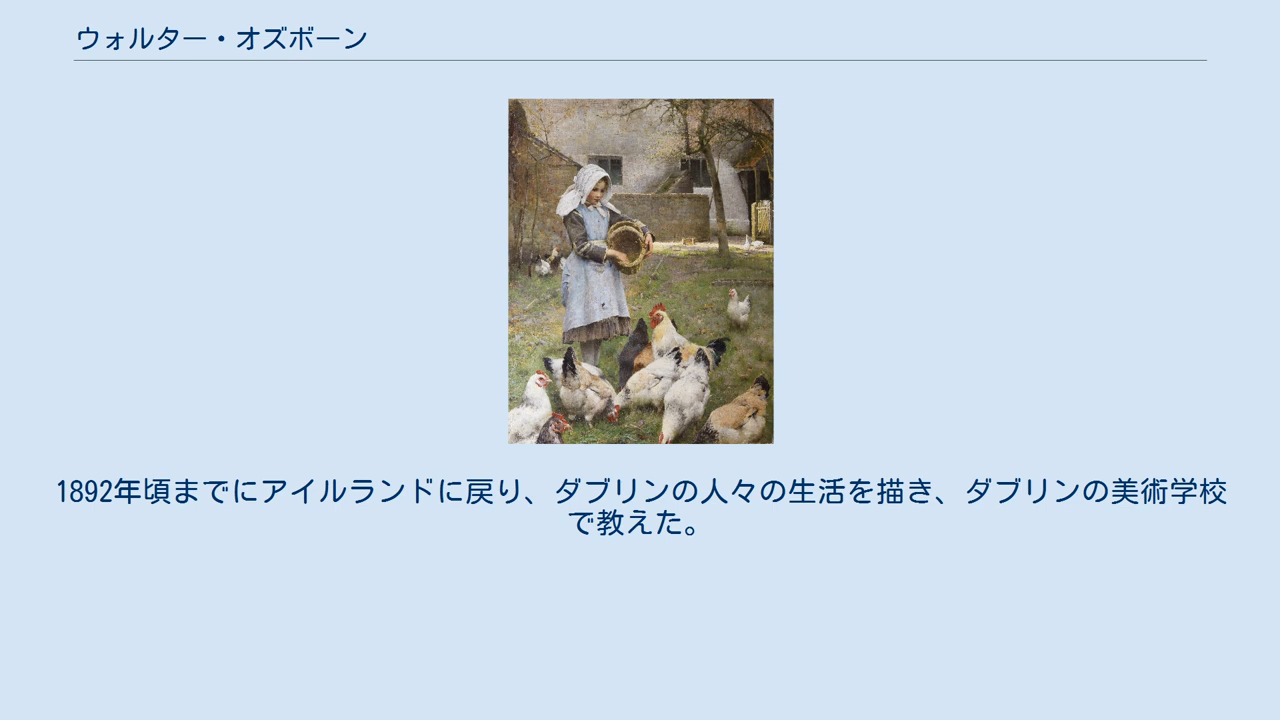 ウォルター・オズボーン
1892年頃までにアイルランドに戻り、ダブリンの人々の生活を描き、ダブリンの美術学校
で教えた。